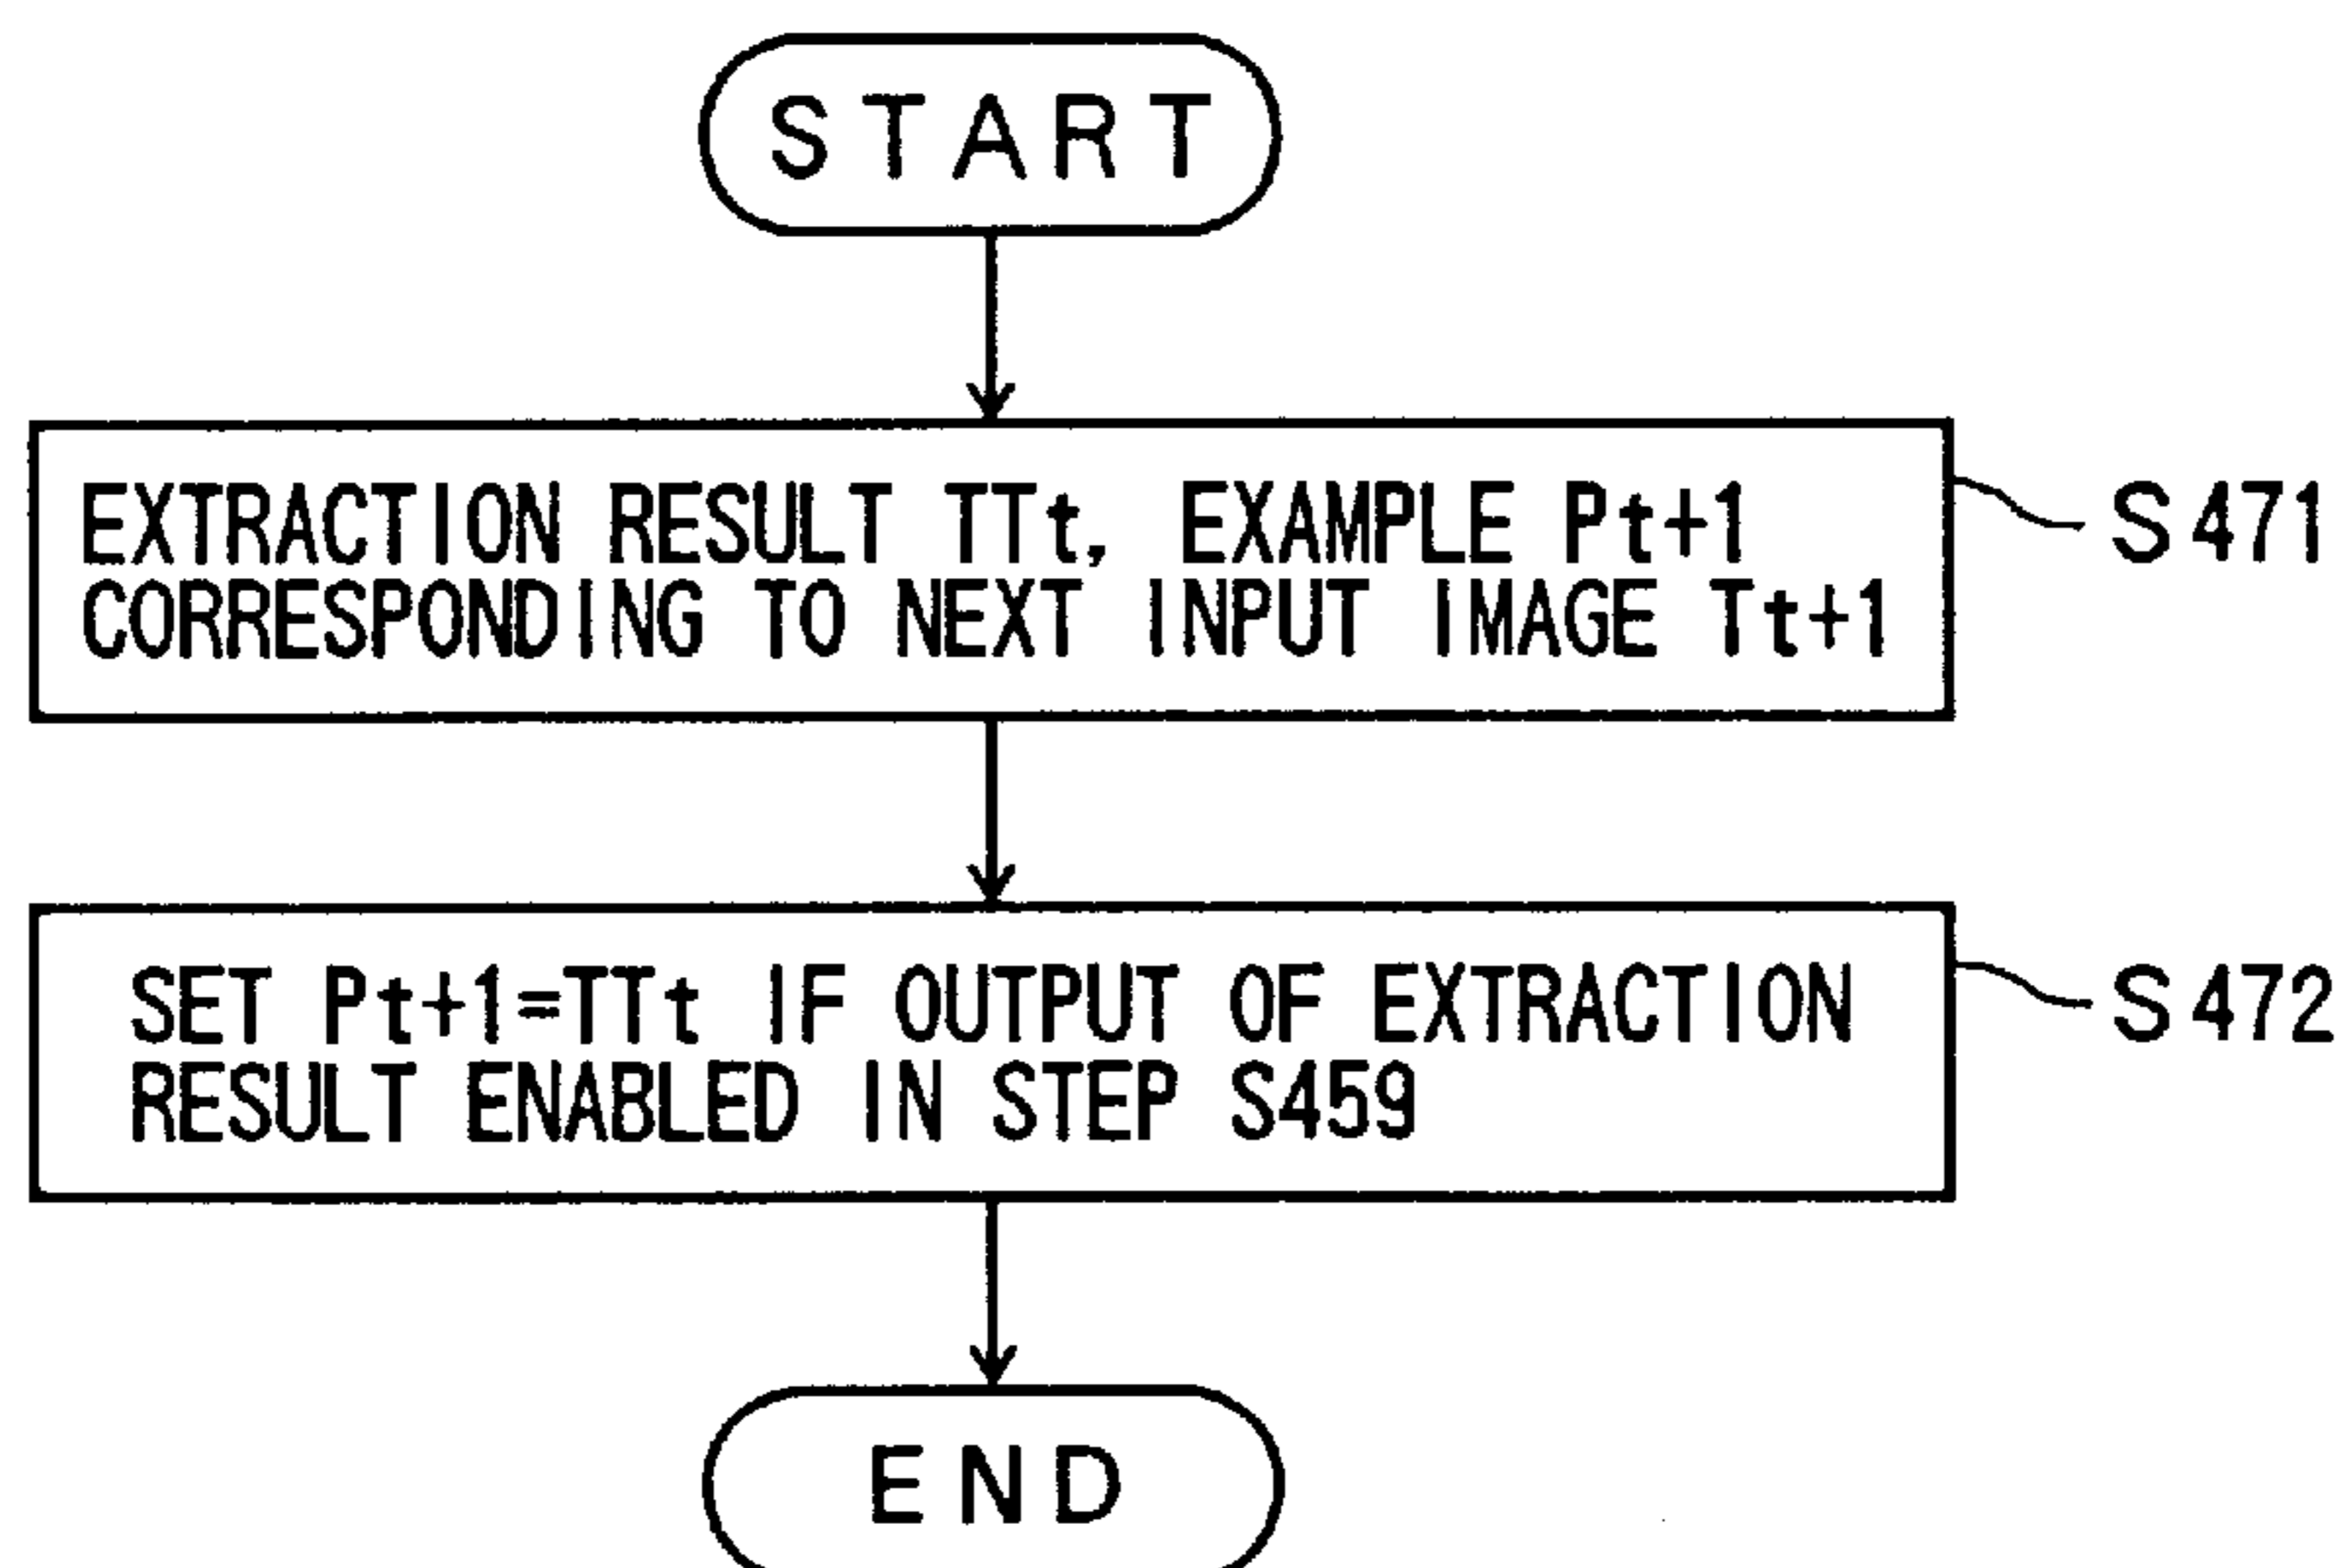 START
EXTRACTION RESULT TTt, EXAMPLE Pt+1
CORRESPONDING TO NEXT INPUT IMAGE Tt+1
S471
SET Pt+1=TTt IF OUTPUT OF EXTRACTION
RESULT ENABLED IN STEP S459
S472
END